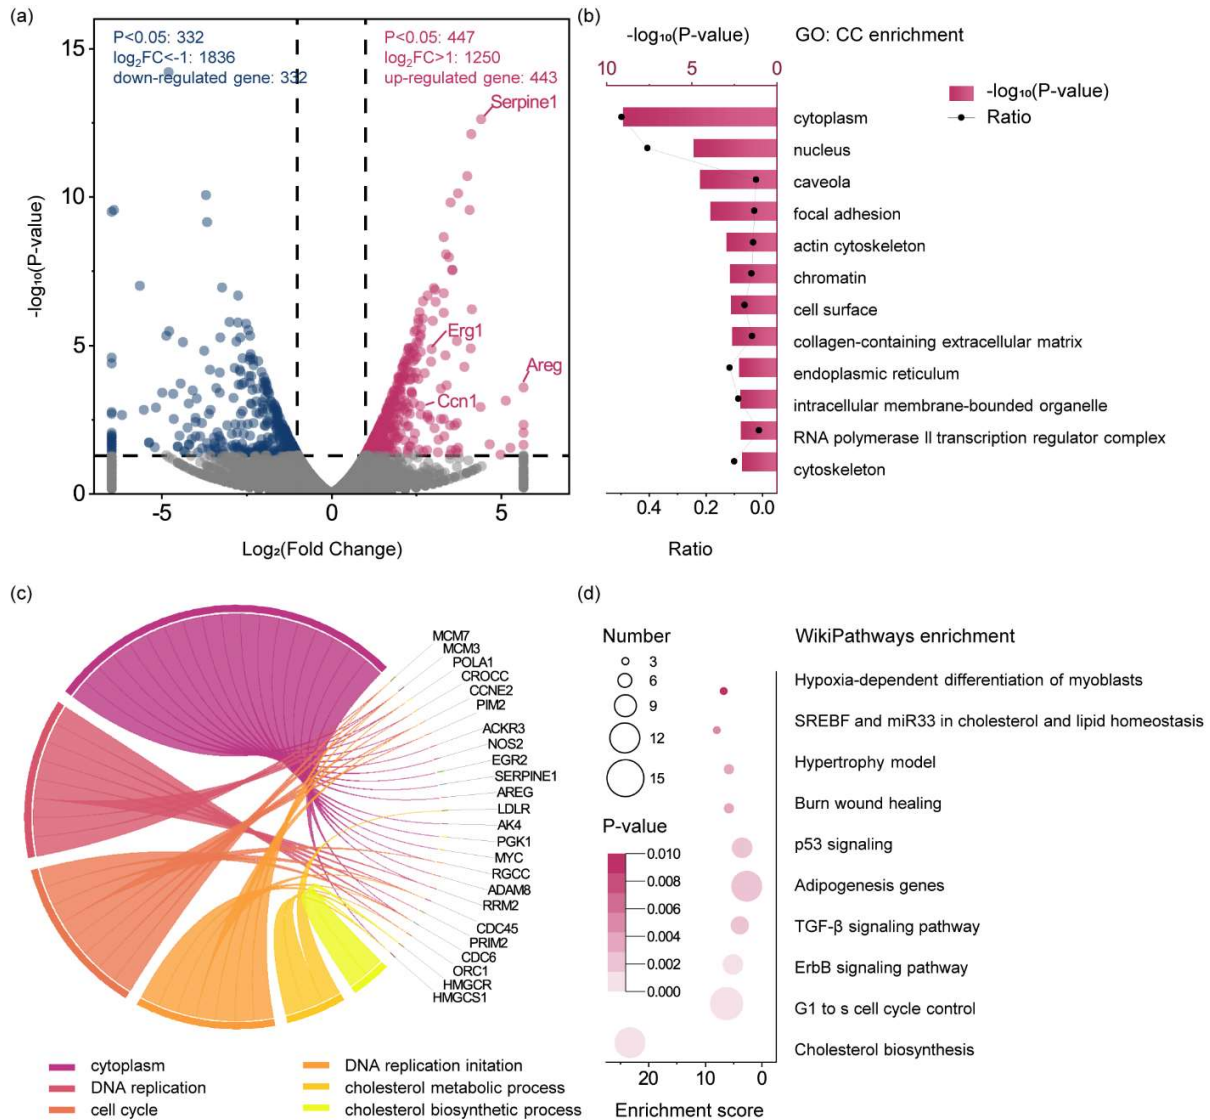 (a)
P<0.05: 332
log₂FC<-1: 1836
down-regulated gene: 332
P<0.05: 447
log₂FC>1: 1250
up-regulated gene: 443
Serpine1
Erg1
Areg
Ccn1
15
10
5
0
-log₁₀(P-value)
-5
0
5
Log₂(Fold Change)
(b)
-log₁₀(P-value)
GO: CC enrichment
10
5
0
-log₁₀(P-value)
Ratio
cytoplasm
nucleus
caveola
focal adhesion
actin cytoskeleton
chromatin
cell surface
collagen-containing extracellular matrix
endoplasmic reticulum
intracellular membrane-bounded organelle
RNA polymerase II transcription regulator complex
cytoskeleton
0.4
0.2
0.0
Ratio
(c)
MCM7
MCM3
POLA1
CROCC
CCNE2
PIM2
ACKR3
NOS2
EGR2
SERPINE1
AREG
LDLR
AK4
PGK1
MYC
RGCC
ADAM8
RRM2
CDC45
PRIM2
CDC6
ORC1
HMGCR
HMGCS1
cytoplasm
DNA replication
cell cycle
DNA replication initation
cholesterol metabolic process
cholesterol biosynthetic process
(d)
Number
3
6
9
12
15
P-value
0.010
0.008
0.006
0.004
0.002
0.000
WikiPathways enrichment
Hypoxia-dependent differentiation of myoblasts
SREBF and miR33 in cholesterol and lipid homeostasis
Hypertrophy model
Burn wound healing
p53 signaling
Adipogenesis genes
TGF-β signaling pathway
ErbB signaling pathway
G1 to s cell cycle control
Cholesterol biosynthesis
20
10
0
Enrichment score